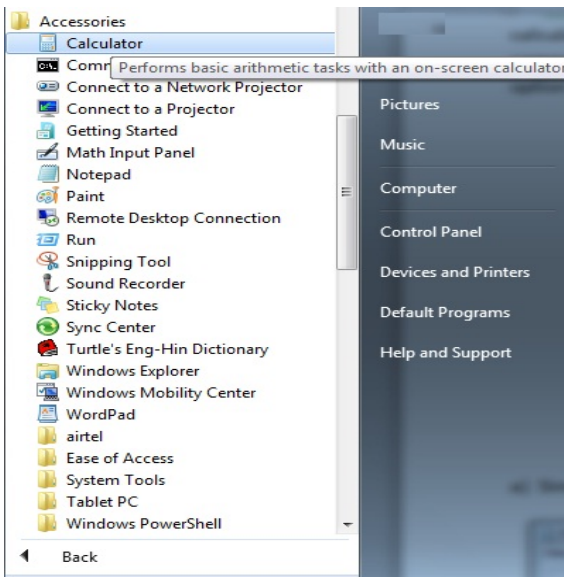 Accessories
Calculator
Performs basic arithmetic tasks with an on-screen calculator
Connect to a Network Projector
Connect to a Projector
Getting Started
Math Input Panel
Notepad
Paint
Remote Desktop Connection
Run
Snipping Tool
Sound Recorder
Sticky Notes
Sync Center
Turtle's Eng-Hin Dictionary
Windows Explorer
Windows Mobility Center
WordPad
airtel
Ease of Access
System Tools
Tablet PC
Windows PowerShell
Back
Pictures
Music
Computer
Control Panel
Devices and Printers
Default Programs
Help and Support